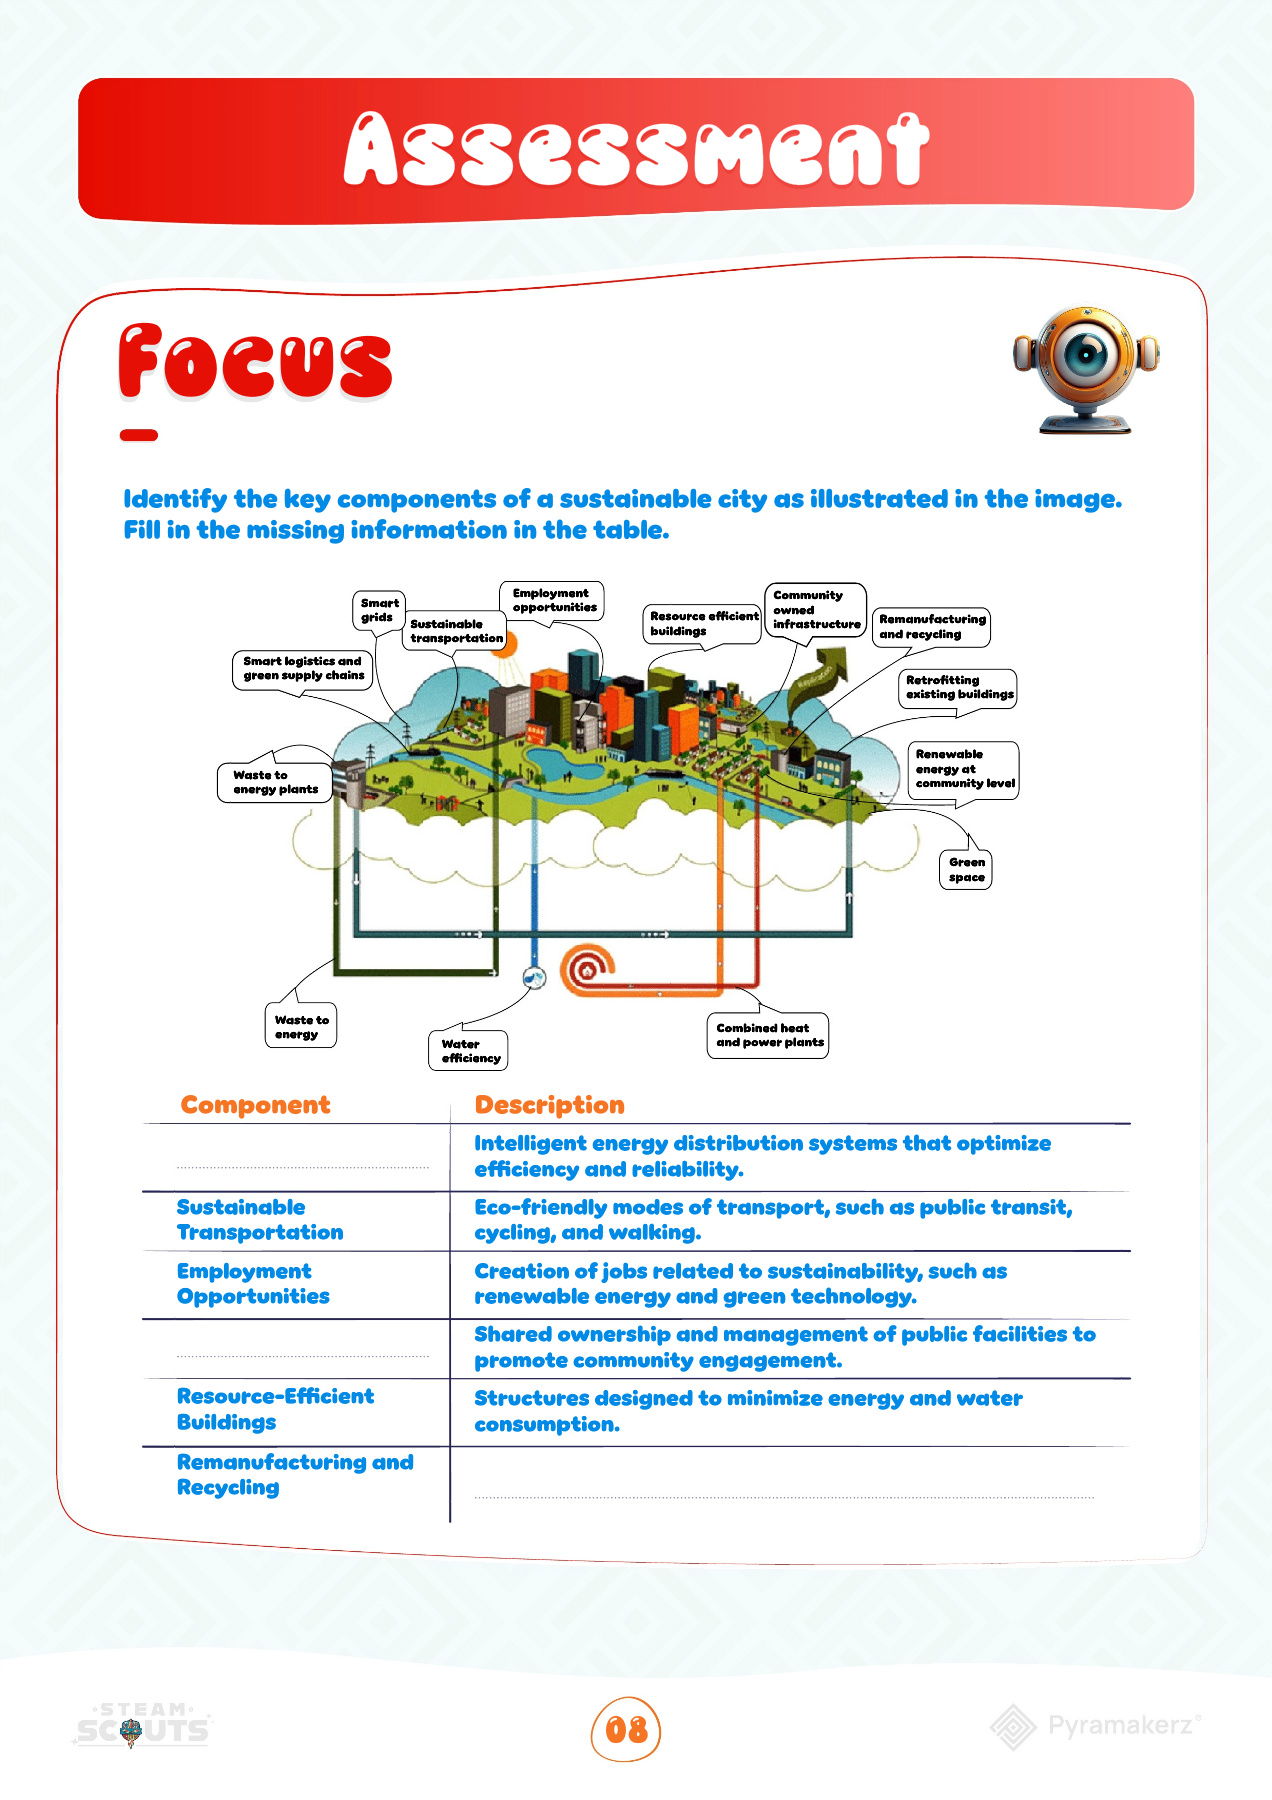 Assessment
Focus
Identify the key components of a sustainable city as illustrated in the image.
Fill in the missing information in the table.
Smart
grids
Sustainable
transportation
Employment
opportunities
Resource efficient
buildings
Community
owned
infrastructure
Remanufacturing
and recycling
Smart logistics and
green supply chains
Retrofitting
existing buildings
Waste to
energy plants
Renewable
energy at
community level
Green
space
Waste to
energy
Water
efficiency
Combined heat
and power plants
Component
Description
Intelligent energy distribution systems that optimize
efficiency and reliability.
Sustainable
Transportation
Eco-friendly modes of transport, such as public transit,
cycling, and walking.
Employment
Opportunities
Creation of jobs related to sustainability, such as
renewable energy and green technology.
Shared ownership and management of public facilities to
promote community engagement.
Resource-Efficient
Buildings
Structures designed to minimize energy and water
consumption.
Remanufacturing and
Recycling
STEAM
SCOUTS
08
Pyramakerz